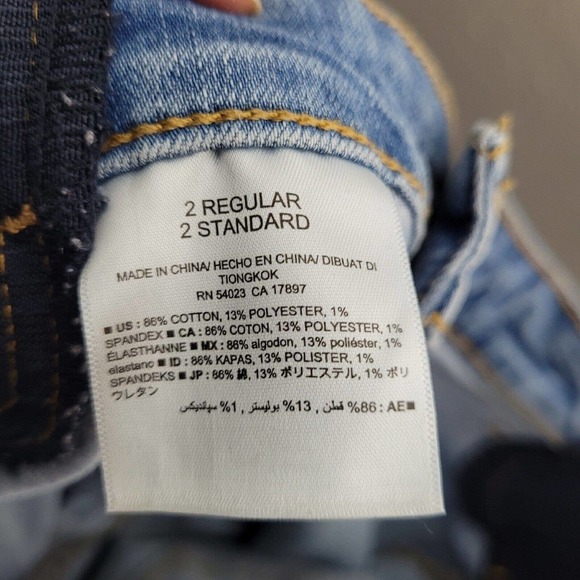 2 REGULAR
2 STANDARD
MADE IN CHINA/ HECHO EN CHINA/ DIBUAT DI
TIONGKOK
RN 54023 CA 17897
■ US : 86% COTTON, 13% POLYESTER, 1%
SPANDEX ■ CA : 86% COTON, 13% POLYESTER, 1%
ÉLASTHANNE ■ MX : 86% algodon, 13% poliéster, 1%
elastano ■ ID : 86% KAPAS, 13% POLISTER, 1%
SPANDEKS ■ JP : 86% 綿, 13% ポリエステル, 1% ポリ
ウレタン
■AE : 86% قطن , 13% بوليستر , 1% سپانديكس